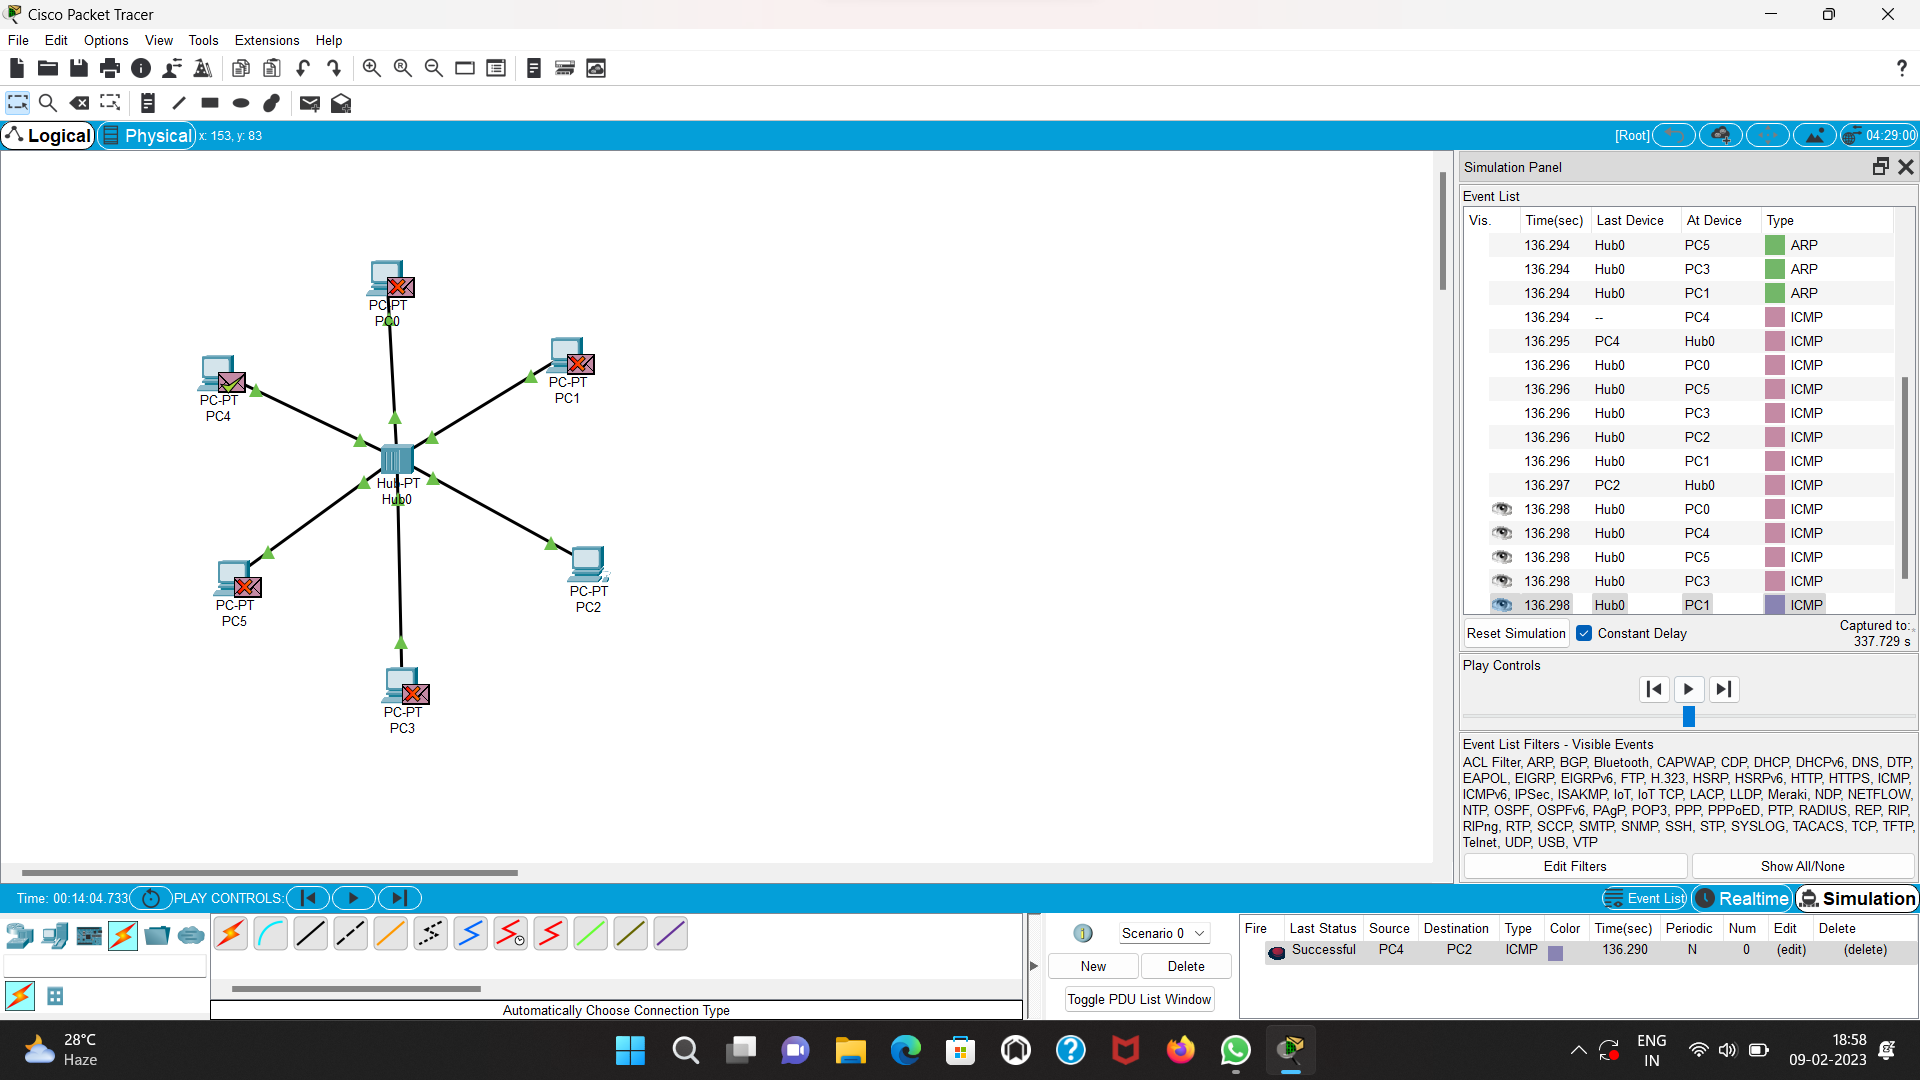 Cisco Packet Tracer
File Edit Options View Tools Extensions Help
?
Logical Physical x: 153, y: 83 [Root] 04:29:00
PC-PT
PC0
PC-PT
PC1
PC-PT
PC4
Hub-PT
Hub0
PC-PT
PC2
PC-PT
PC5
PC-PT
PC3
Simulation Panel
Event List
Vis. Time(sec) Last Device At Device Type
136.294 Hub0 PC5 ARP
136.294 Hub0 PC3 ARP
136.294 Hub0 PC1 ARP
136.294 -- PC4 ICMP
136.295 PC4 Hub0 ICMP
136.296 Hub0 PC0 ICMP
136.296 Hub0 PC5 ICMP
136.296 Hub0 PC3 ICMP
136.296 Hub0 PC2 ICMP
136.296 Hub0 PC1 ICMP
136.297 PC2 Hub0 ICMP
136.298 Hub0 PC0 ICMP
136.298 Hub0 PC4 ICMP
136.298 Hub0 PC5 ICMP
136.298 Hub0 PC3 ICMP
136.298 Hub0 PC1 ICMP
Reset Simulation Constant Delay Captured to:
337.729 s
Play Controls
Event List Filters - Visible Events
ACL Filter, ARP, BGP, Bluetooth, CAPWAP, CDP, DHCP, DHCPv6, DNS, DTP,
EAPOL, EIGRP, EIGRPv6, FTP, H.323, HSRP, HSRPv6, HTTP, HTTPS, ICMP,
ICMPv6, IPSec, ISAKMP, IoT, IoT TCP, LACP, LLDP, Meraki, NDP, NETFLOW,
NTP, OSPF, OSPFv6, PAgP, POP3, PPP, PPPoED, PTP, RADIUS, REP, RIP,
RIPng, RTP, SCCP, SMTP, SNMP, SSH, STP, SYSLOG, TACACS, TCP, TFTP,
Telnet, UDP, USB, VTP
Edit Filters Show All/None
Time: 00:14:04.733 PLAY CONTROLS: Event List Realtime Simulation
Automatically Choose Connection Type
1 Scenario 0
New Delete
Toggle PDU List Window
Fire Last Status Source Destination Type Color Time(sec) Periodic Num Edit Delete
Successful PC4 PC2 ICMP 136.290 N 0 (edit) (delete)
28°C
Haze
ENG
IN
18:58
09-02-2023